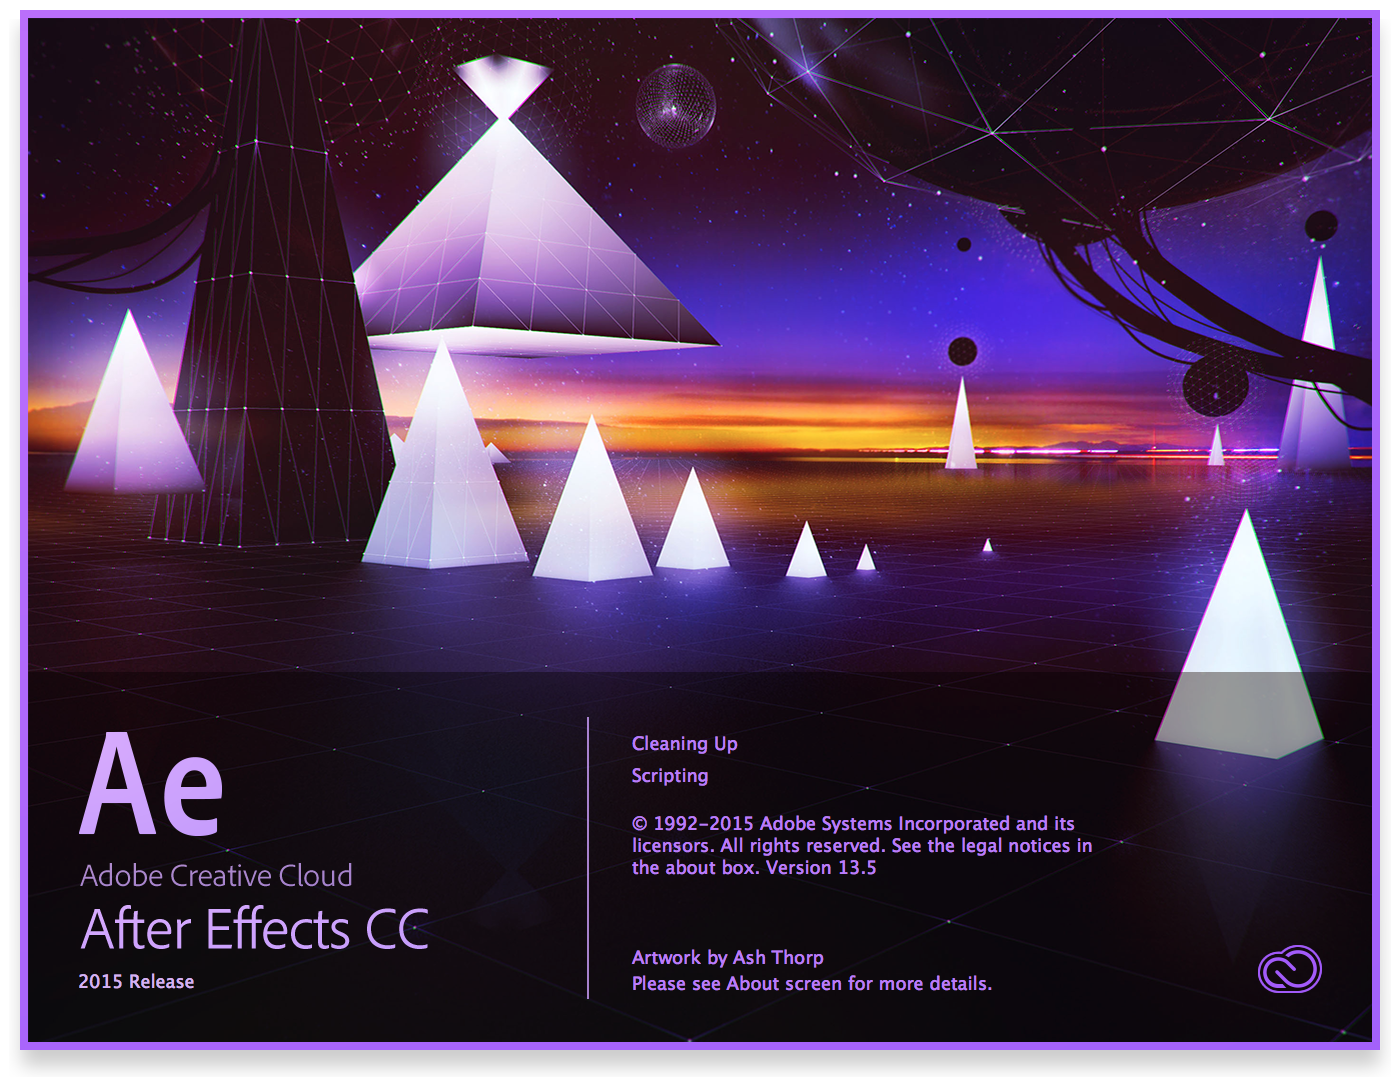 Ae
Adobe Creative Cloud
After Effects CC
2015 Release
Cleaning Up
Scripting
© 1992-2015 Adobe Systems Incorporated and its
licensors. All rights reserved. See the legal notices in
the about box. Version 13.5
Artwork by Ash Thorp
Please see About screen for more details.